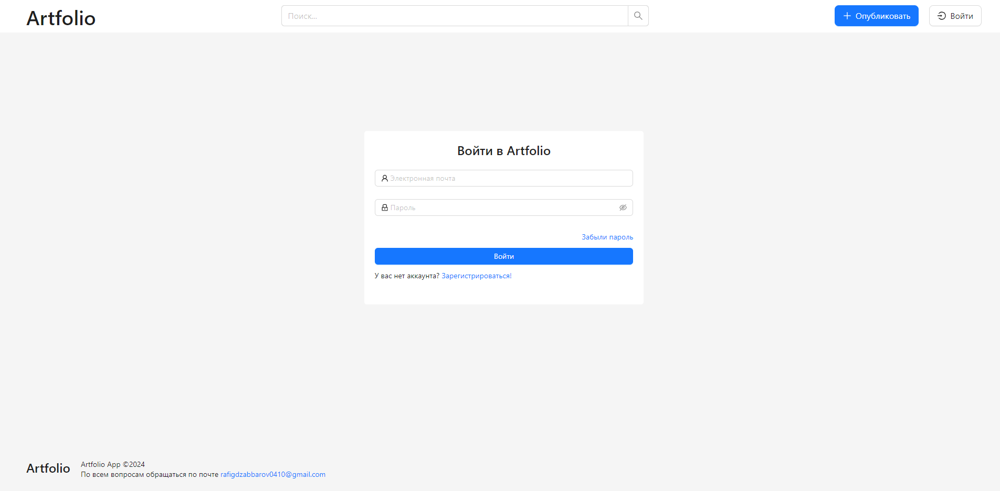 Artfolio
Поиск...
Опубликовать
Войти
Войти в Artfolio
Электронная почта
Пароль
Забыли пароль
Войти
У вас нет аккаунта? Зарегистрироваться!
Artfolio
Artfolio App ©2024
По всем вопросам обращаться по почте rafigdzabbarov0410@gmail.com